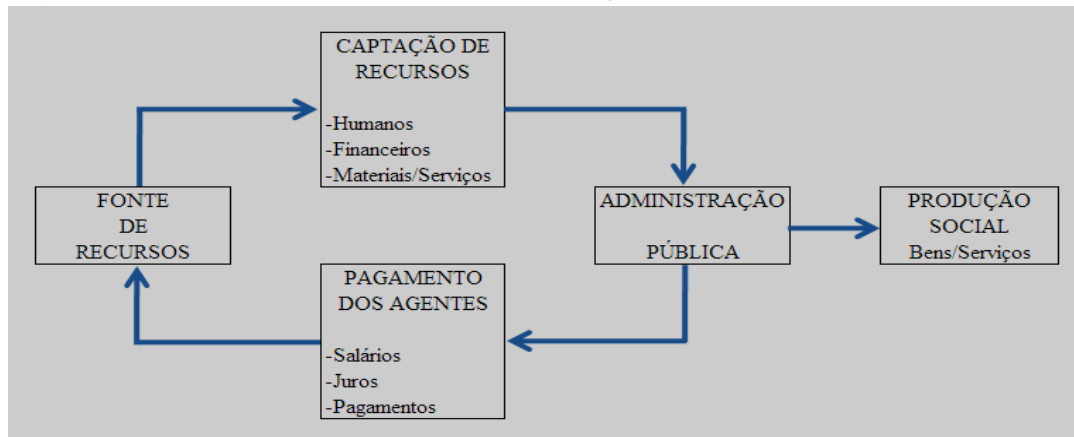 CAPTAÇÃO DE
RECURSOS
-Humanos
-Financeiros
-Materiais/Serviços
FONTE
DE
RECURSOS
ADMINISTRAÇÃO
PÚBLICA
PRODUÇÃO
SOCIAL
Bens/Serviços
PAGAMENTO
DOS AGENTES
-Salários
-Juros
-Pagamentos